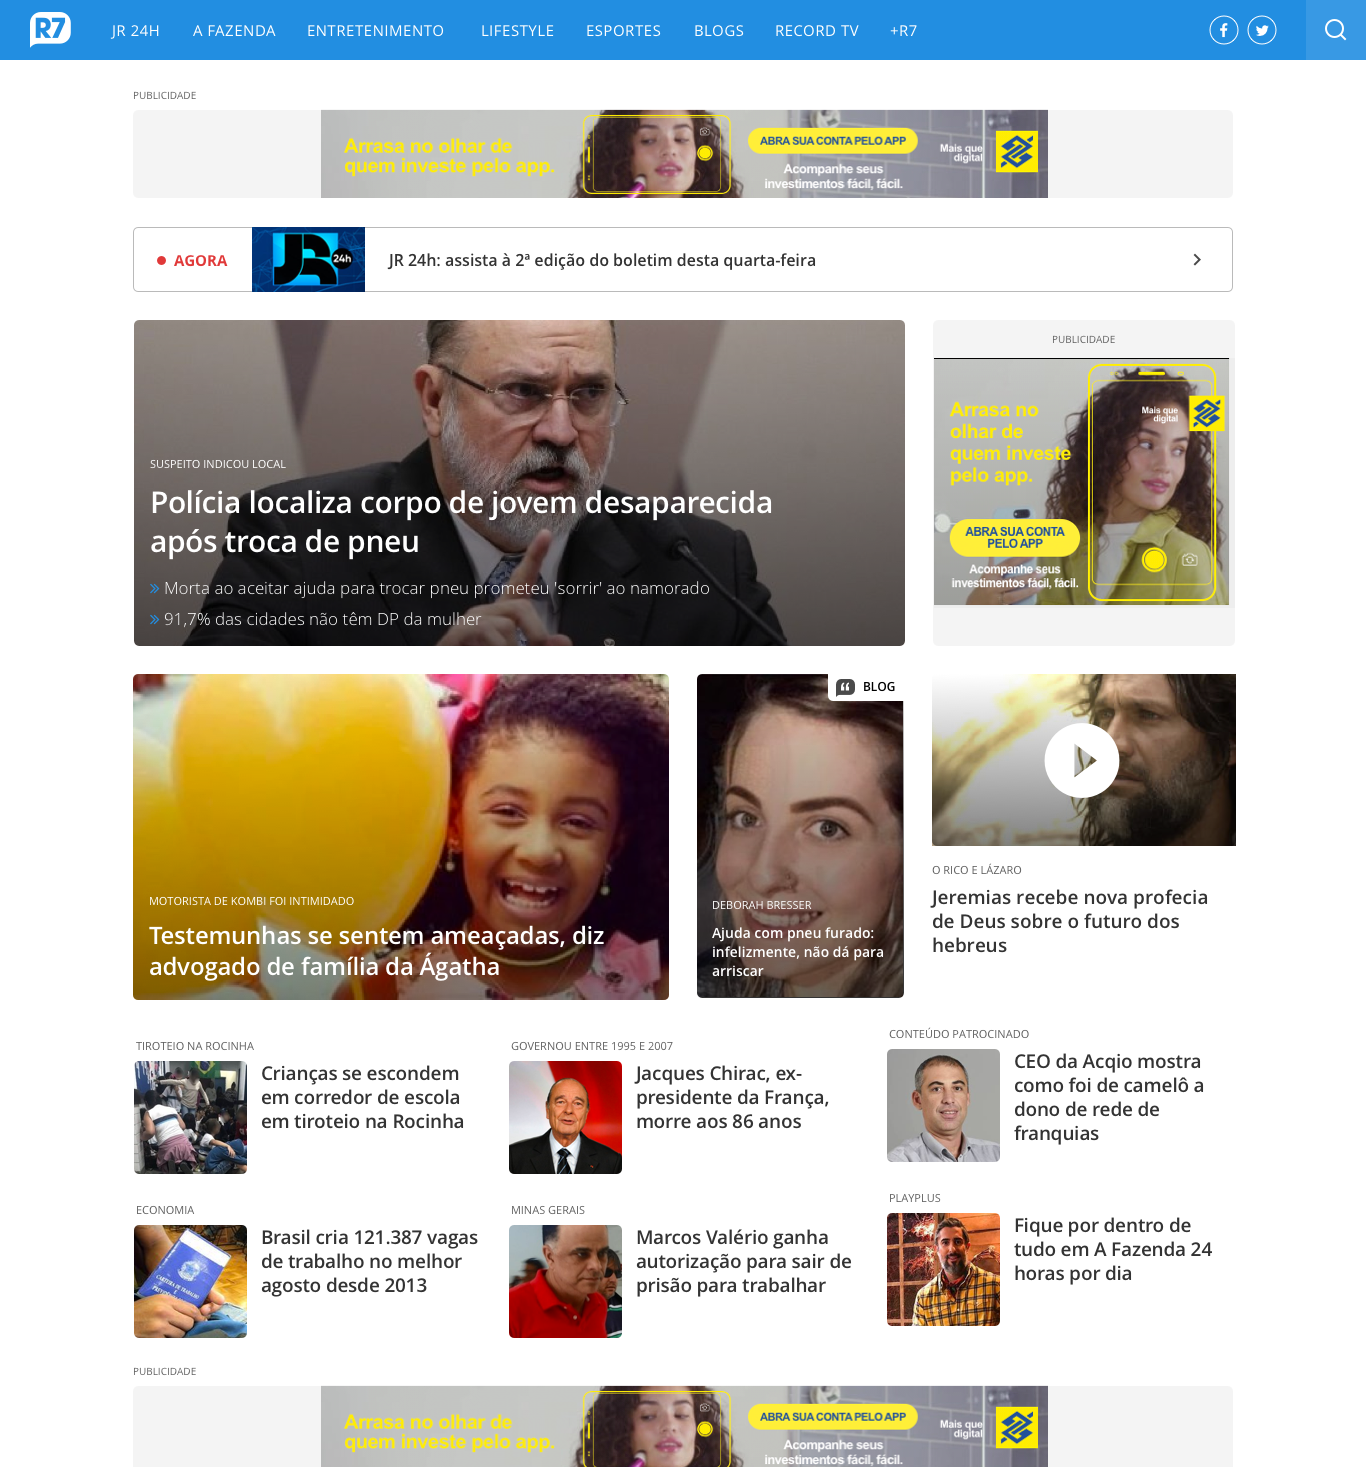 R7
JR 24H
A FAZENDA
ENTRETENIMENTO
LIFESTYLE
ESPORTES
BLOGS
RECORD TV
+R7
PUBLICIDADE
Arrasa no olhar de
quem investe pelo app.
ABRA SUA CONTA PELO APP
Acompanhe seus
investimentos fácil, fácil.
Mais que
digital
AGORA
JR 24h
JR 24h: assista à 2ª edição do boletim desta quarta-feira
SUSPEITO INDICOU LOCAL
Polícia localiza corpo de jovem desaparecida
após troca de pneu
» Morta ao aceitar ajuda para trocar pneu prometeu 'sorrir' ao namorado
» 91,7% das cidades não têm DP da mulher
PUBLICIDADE
Arrasa no
olhar de
quem investe
pelo app.
Mais que
digital
ABRA SUA CONTA
PELO APP
Acompanhe seus
investimentos fácil, fácil.
MOTORISTA DE KOMBI FOI INTIMIDADO
Testemunhas se sentem ameaçadas, diz
advogado de família da Ágatha
BLOG
DEBORAH BRESSER
Ajuda com pneu furado:
infelizmente, não dá para
arriscar
O RICO E LÁZARO
Jeremias recebe nova profecia
de Deus sobre o futuro dos
hebreus
TIROTEIO NA ROCINHA
Crianças se escondem
em corredor de escola
em tiroteio na Rocinha
GOVERNOU ENTRE 1995 E 2007
Jacques Chirac, ex-
presidente da França,
morre aos 86 anos
CONTEÚDO PATROCINADO
CEO da Acqio mostra
como foi de camelô a
dono de rede de
franquias
ECONOMIA
CARTEIRA DE TRABALHO
E
Brasil cria 121.387 vagas
de trabalho no melhor
agosto desde 2013
MINAS GERAIS
Marcos Valério ganha
autorização para sair de
prisão para trabalhar
PLAYPLUS
Fique por dentro de
tudo em A Fazenda 24
horas por dia
PUBLICIDADE
Arrasa no olhar de
quem investe pelo app.
ABRA SUA CONTA PELO APP
Acompanhe seus
investimentos fácil, fácil.
Mais que
digital